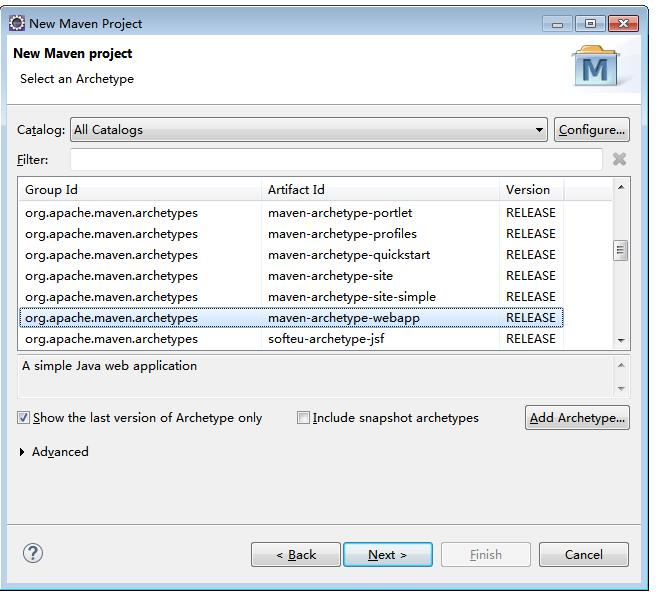 New Maven Project
New Maven project
Select an Archetype
M
Catalog: All Catalogs Configure...
Filter:
Group Id Artifact Id Version
org.apache.maven.archetypes maven-archetype-portlet RELEASE
org.apache.maven.archetypes maven-archetype-profiles RELEASE
org.apache.maven.archetypes maven-archetype-quickstart RELEASE
org.apache.maven.archetypes maven-archetype-site RELEASE
org.apache.maven.archetypes maven-archetype-site-simple RELEASE
org.apache.maven.archetypes maven-archetype-webapp RELEASE
org.apache.maven.archetypes softeu-archetype-jsf RELEASE
A simple Java web application
Show the last version of Archetype only Include snapshot archetypes Add Archetype...
Advanced
? < Back Next > Finish Cancel